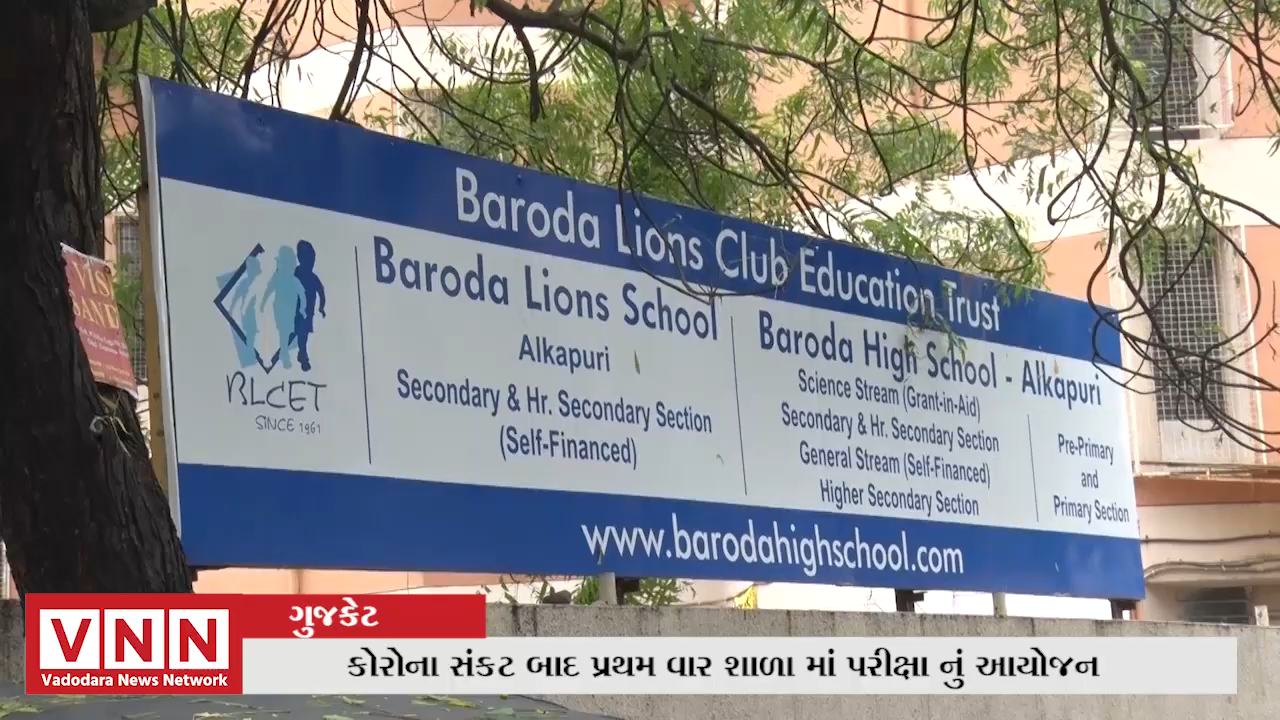 Baroda Lions Club Education Trust
BLCET
SINCE 1961
Baroda Lions School
Alkapuri
Secondary & Hr. Secondary Section
(Self-Financed)
Baroda High School - Alkapuri
Science Stream (Grant-in-Aid)
Secondary & Hr. Secondary Section
General Stream (Self-Financed)
Higher Secondary Section
Pre-Primary
and
Primary Section
www.barodahighschool.com
VNN
Vadodara News Network
ગુજકેટ
કોરોના સંકટ બાદ પ્રથમ વાર શાળા માં પરીક્ષા નું આયોજન